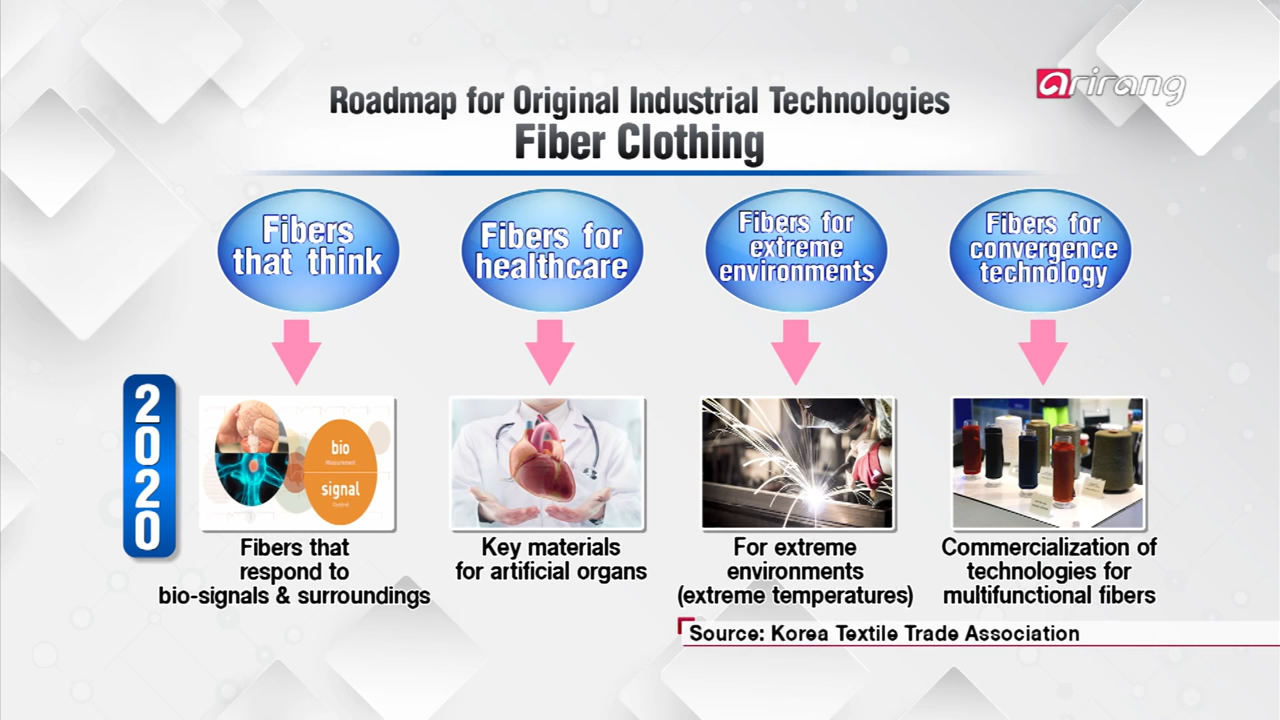 arirang
Roadmap for Original Industrial Technologies
Fiber Clothing
Fibers
that think
Fibers for
healthcare
Fibers for
extreme
environments
Fibers for
convergence
technology
2020
bio
Measurement
signal
Control
Fibers that
respond to
bio-signals & surroundings
Key materials
for artificial organs
For extreme
environments
(extreme temperatures)
Commercialization of
technologies for
multifunctional fibers
Source: Korea Textile Trade Association